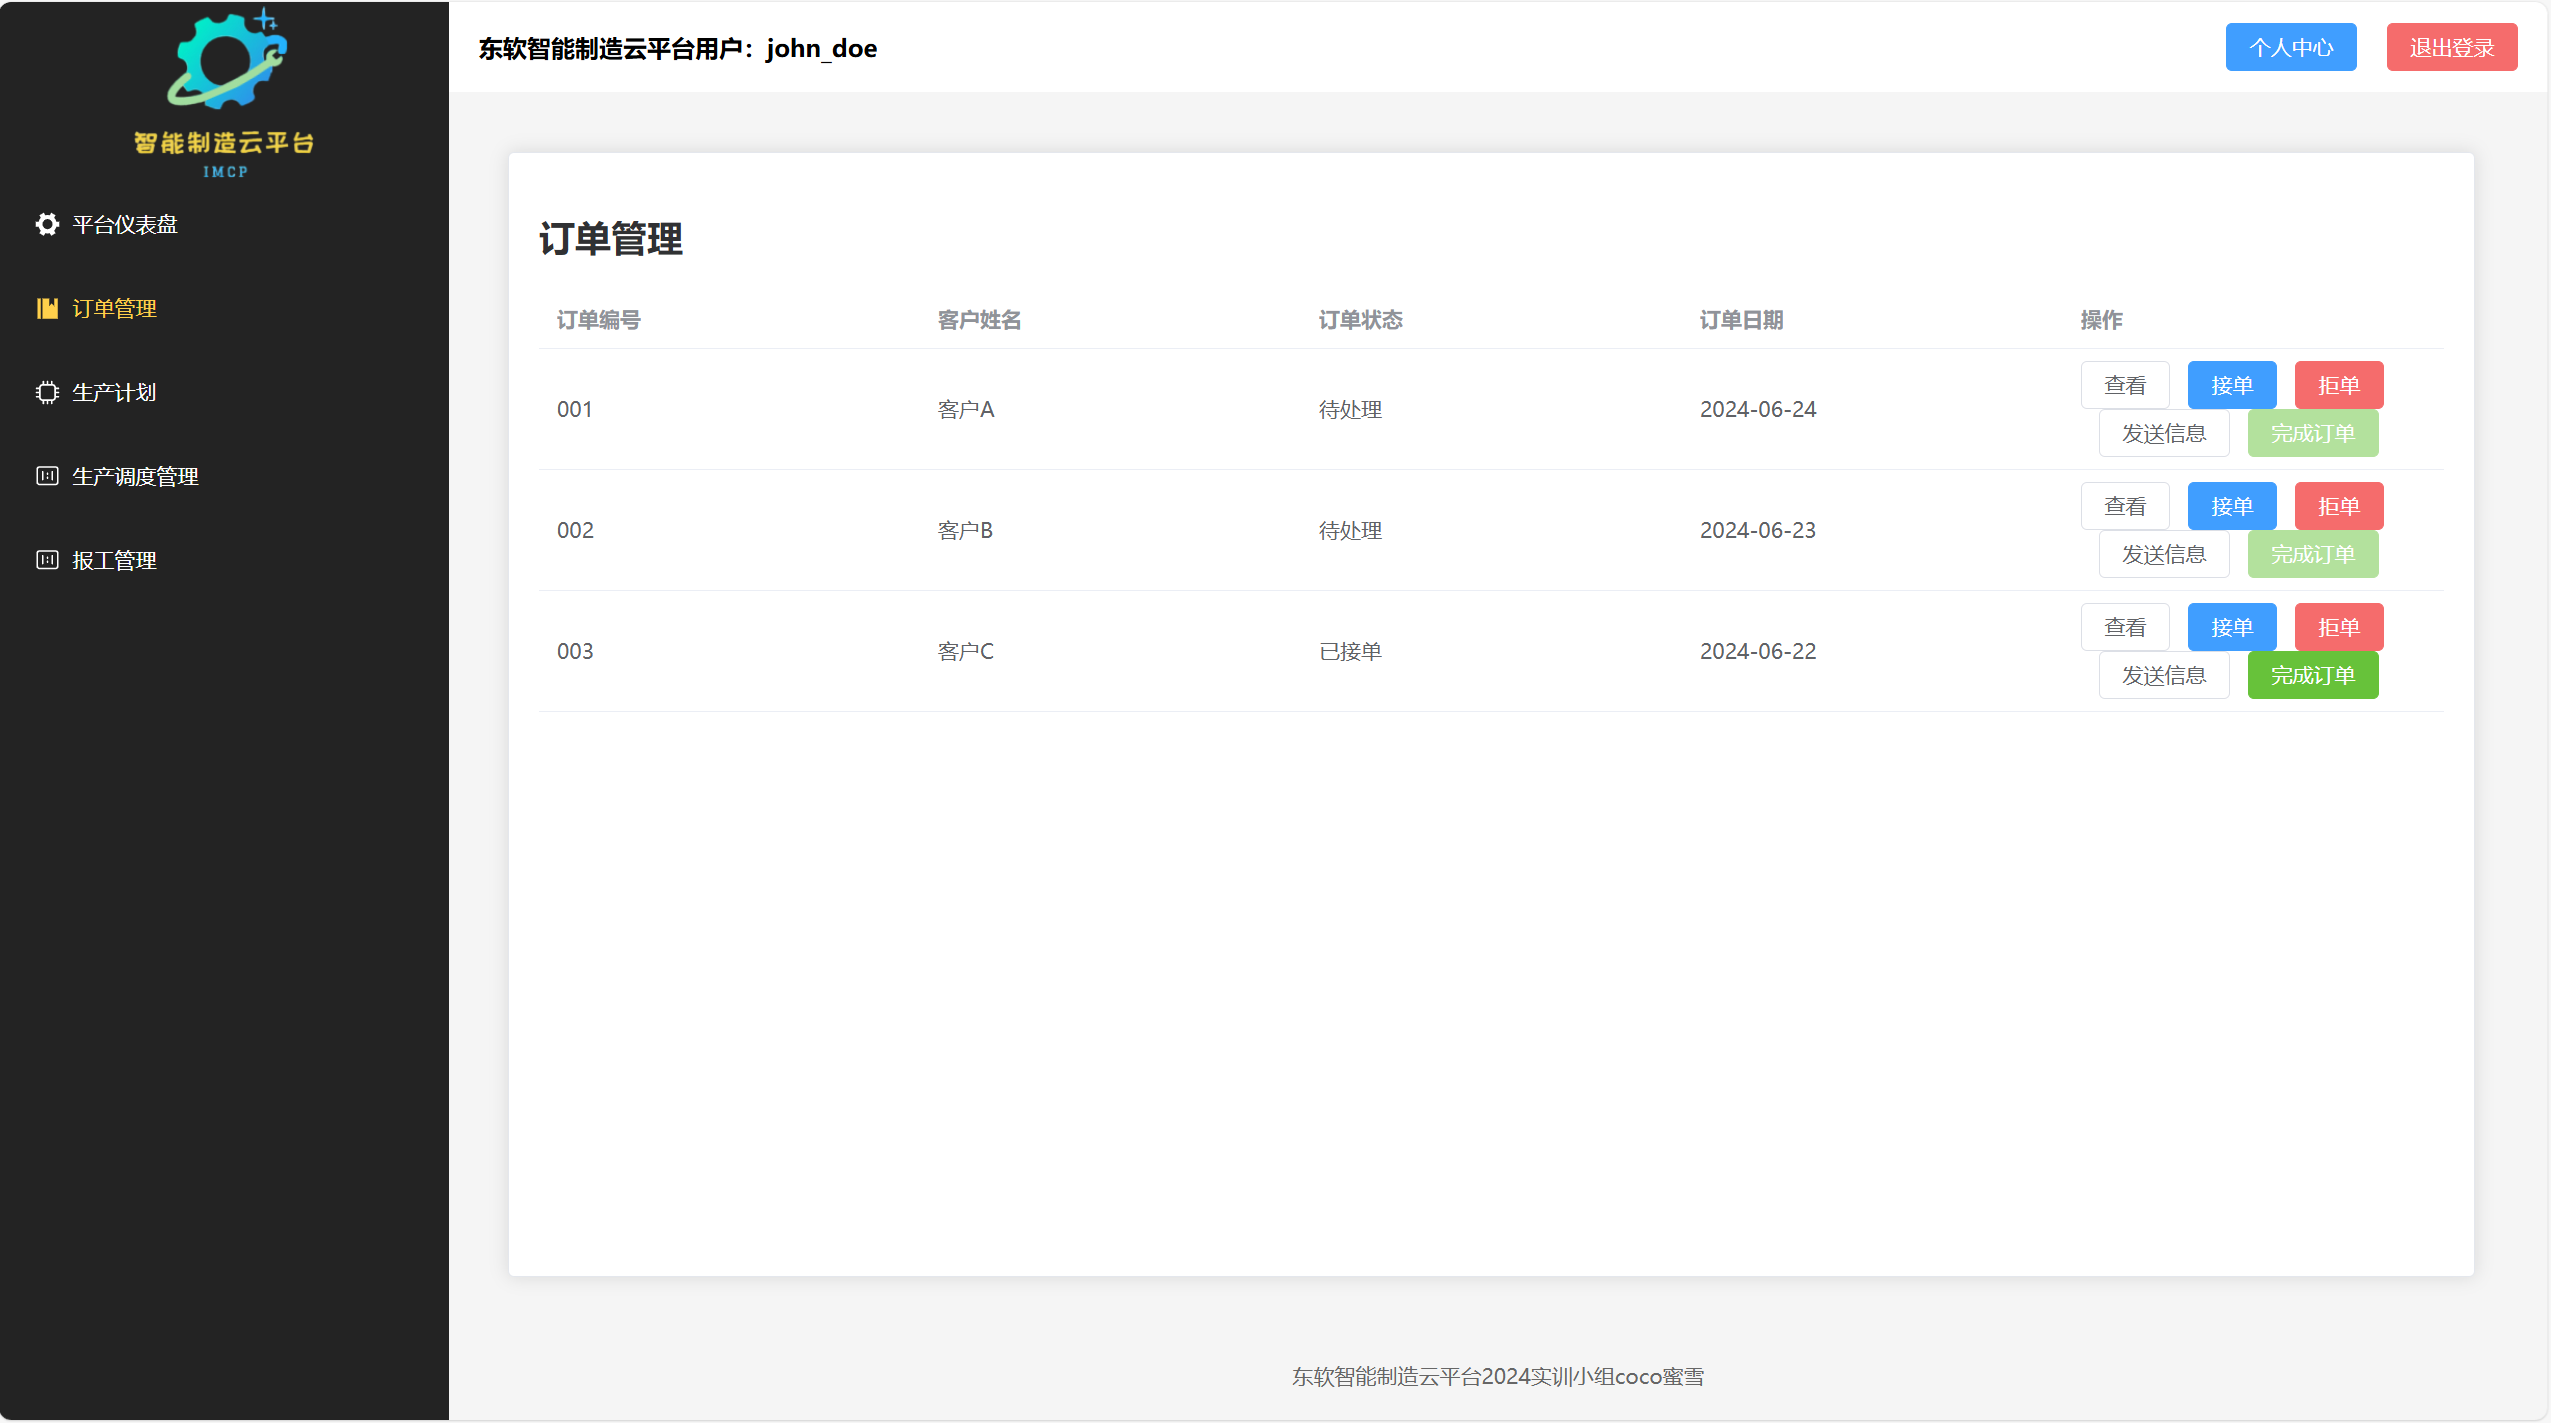 智能制造云平台
IMCP
平台仪表盘
订单管理
生产计划
生产调度管理
报工管理
东软智能制造云平台用户：john_doe
个人中心 退出登录
订单管理
订单编号 客户姓名 订单状态 订单日期 操作
001 客户A 待处理 2024-06-24 查看 接单 拒单
发送信息 完成订单
002 客户B 待处理 2024-06-23 查看 接单 拒单
发送信息 完成订单
003 客户C 已接单 2024-06-22 查看 接单 拒单
发送信息 完成订单
东软智能制造云平台2024实训小组coco蜜雪